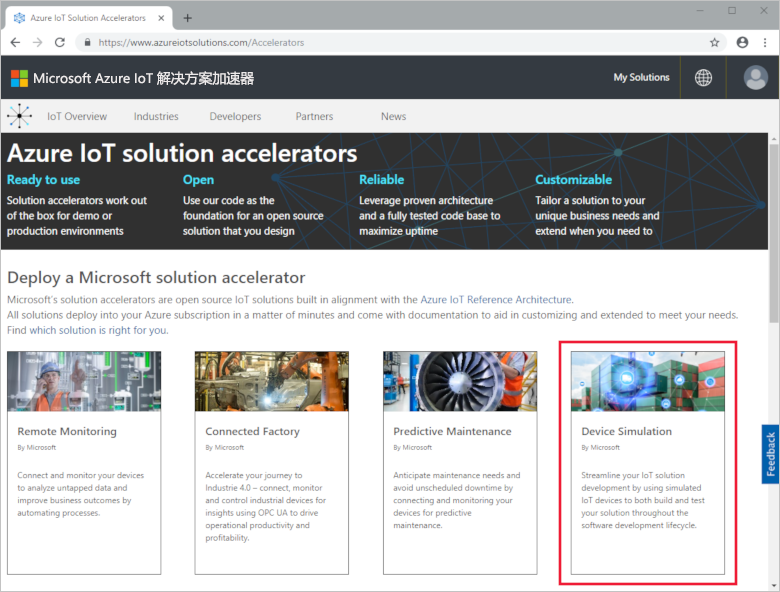 Azure IoT Solution Accelerators
https://www.azureiotsolutions.com/Accelerators
Microsoft Azure IoT 解决方案加速器
My Solutions
IoT Overview
Industries
Developers
Partners
News
Azure IoT solution accelerators
Ready to use
Solution accelerators work out
of the box for demo or
production environments
Open
Use our code as the
foundation for an open source
solution that you design
Reliable
Leverage proven architecture
and a fully tested code base to
maximize uptime
Customizable
Tailor a solution to your
unique business needs and
extend when you need to
Deploy a Microsoft solution accelerator
Microsoft's solution accelerators are open source IoT solutions built in alignment with the Azure IoT Reference Architecture.
All solutions deploy into your Azure subscription in a matter of minutes and come with documentation to aid in customizing and extended to meet your needs.
Find which solution is right for you.
Remote Monitoring
By Microsoft
Connect and monitor your devices
to analyze untapped data and
improve business outcomes by
automating processes.
Connected Factory
By Microsoft
Accelerate your journey to
Industrie 4.0 – connect, monitor
and control industrial devices for
insights using OPC UA to drive
operational productivity and
profitability.
Predictive Maintenance
By Microsoft
Anticipate maintenance needs and
avoid unscheduled downtime by
connecting and monitoring your
devices for predictive
maintenance.
Device Simulation
By Microsoft
Streamline your IoT solution
development by using simulated
IoT devices to both build and test
your solution throughout the
software development lifecycle.
Feedback